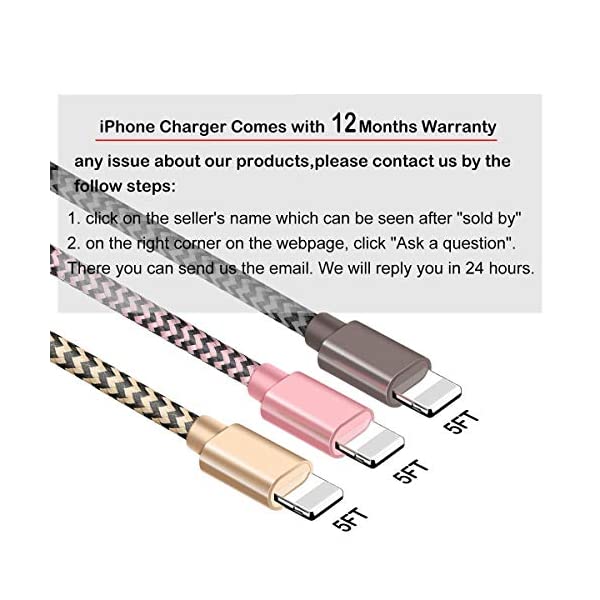 iPhone Charger Comes with 12 Months Warranty
any issue about our products,please contact us by the
follow steps:
1. click on the seller's name which can be seen after "sold by"
2. on the right corner on the webpage, click "Ask a question".
There you can send us the email. We will reply you in 24 hours.
5FT
5FT
5FT